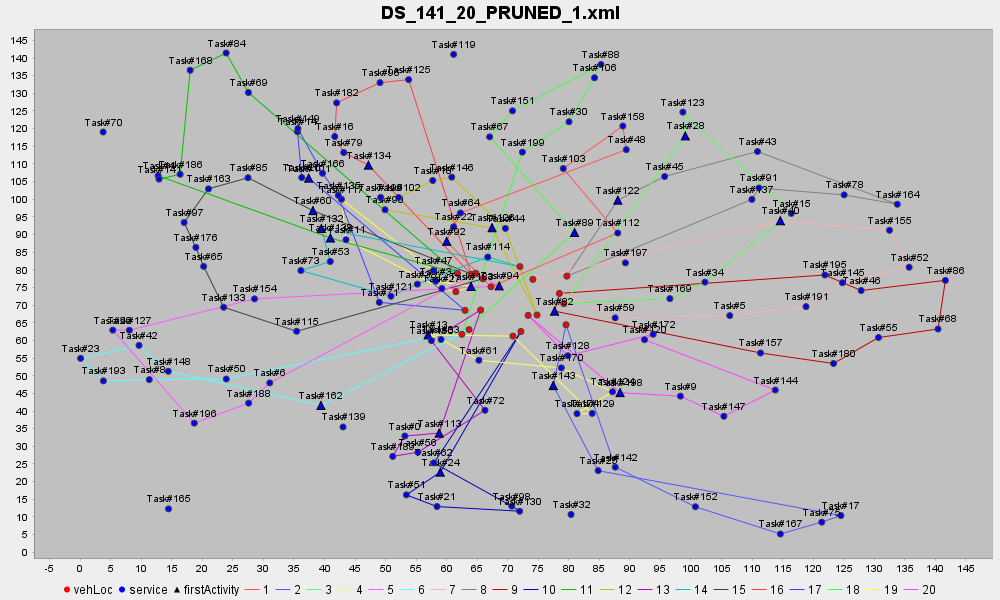 DS_141_20_PRUNED_1.xml
145
140
135
130
125
120
115
110
105
100
95
90
85
80
75
70
65
60
55
50
45
40
35
30
25
20
15
10
5
0
Task#84
Task#119
Task#168
Task#88
Task#125
Task#106
Task#69
Task#182
Task#151
Task#123
Task#30
Task#158
Task#70
Task#16
Task#67
Task#28
Task#79
Task#48
Task#199
Task#43
Task#134
Task#103
Task#186
Task#85
Task#146
Task#45
Task#163
Task#91
Task#137
Task#78
Task#122
Task#102
Task#164
Task#60
Task#64
Task#15
Task#97
Task#132
Task#22
Task#44
Task#89
Task#112
Task#155
Task#92
Task#176
Task#53
Task#114
Task#65
Task#73
Task#47
Task#197
Task#52
Task#195
Task#145
Task#86
Task#94
Task#34
Task#46
Task#121
Task#154
Task#133
Task#169
Task#82
Task#191
Task#59
Task#5
Task#68
Task#115
Task#13
Task#127
Task#172
Task#120
Task#55
Task#42
Task#23
Task#61
Task#128
Task#157
Task#148
Task#170
Task#180
Task#193
Task#8
Task#50
Task#6
Task#143
Task#198
Task#9
Task#144
Task#188
Task#162
Task#72
Task#129
Task#147
Task#196
Task#139
Task#0
Task#113
Task#56
Task#62
Task#24
Task#142
Task#51
Task#165
Task#21
Task#98
Task#130
Task#32
Task#152
Task#17
Task#75
Task#167
-5 0 5 10 15 20 25 30 35 40 45 50 55 60 65 70 75 80 85 90 95 100 105 110 115 120 125 130 135 140 145
vehLoc service firstActivity 1 2 3 4 5 6 7 8 9 10 11 12 13 14 15 16 17 18 19 20